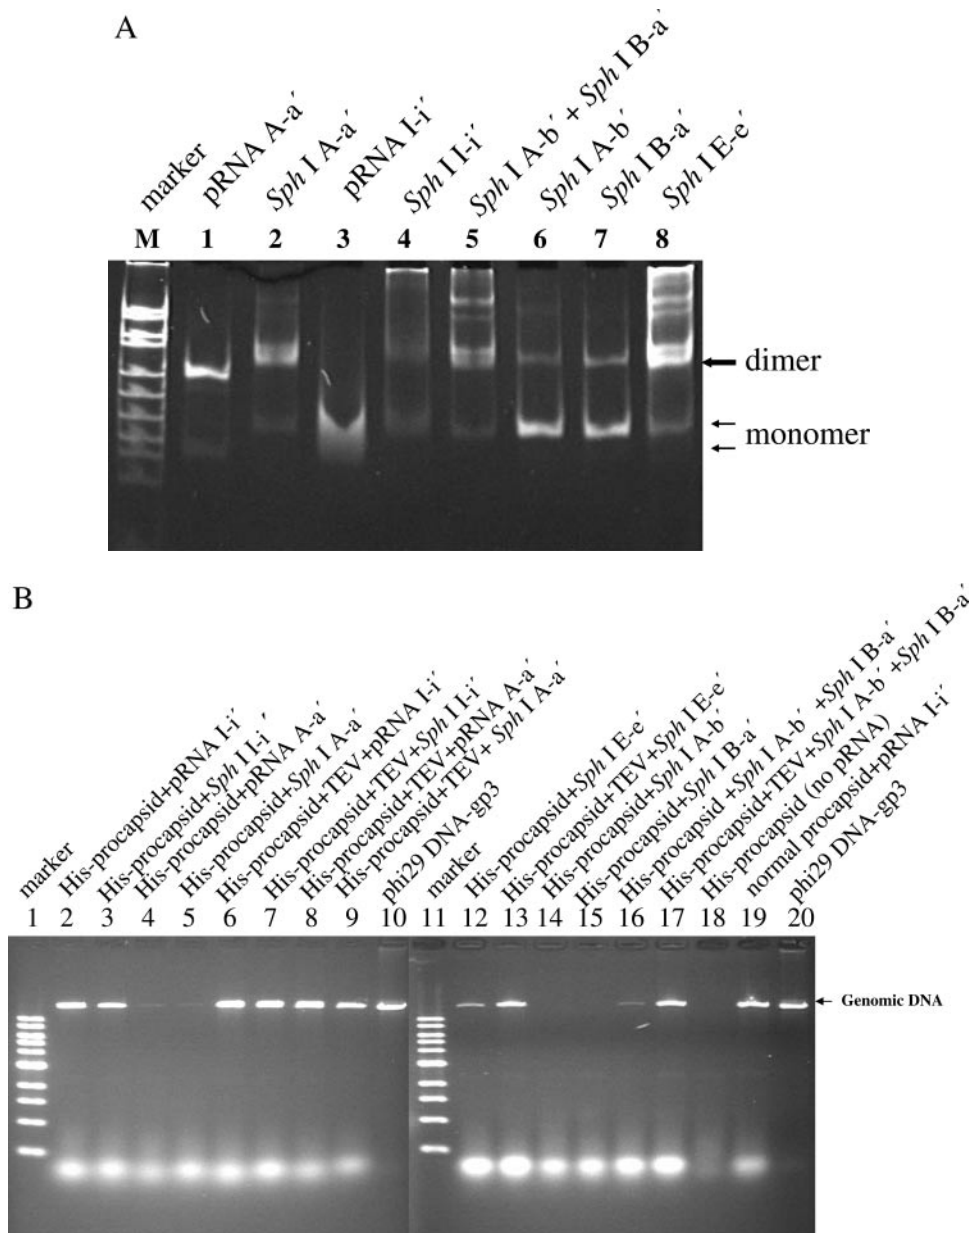 A
marker
pRNA A-a′
Sph I A-a′
pRNA I-i′
Sph I I-i′
Sph I A-b′ + Sph I B-a′
Sph I A-b′
Sph I B-a′
Sph I E-e′
M 1 2 3 4 5 6 7 8
dimer
monomer
B
marker
His-procapsid+pRNA I-i′
His-procapsid+Sph I I-i′
His-procapsid+pRNA A-a′
His-procapsid+Sph I A-a′
His-procapsid+TEV+pRNA I-i′
His-procapsid+TEV+Sph I I-i′
His-procapsid+TEV+pRNA A-a′
His-procapsid+TEV+ Sph I A-a′
phi29 DNA-gp3
marker
His-procapsid+Sph I E-e′
His-procapsid+TEV+Sph I E-e′
His-procapsid+Sph I A-b′
His-procapsid+Sph I B-a′
His-procapsid +Sph I A-b′ +Sph I B-a′
His-procapsid+TEV+Sph I A-b′ +Sph I B-a′
His-procapsid (no pRNA)
normal procapsid+pRNA I-i′
phi29 DNA-gp3
1 2 3 4 5 6 7 8 9 10 11 12 13 14 15 16 17 18 19 20
Genomic DNA